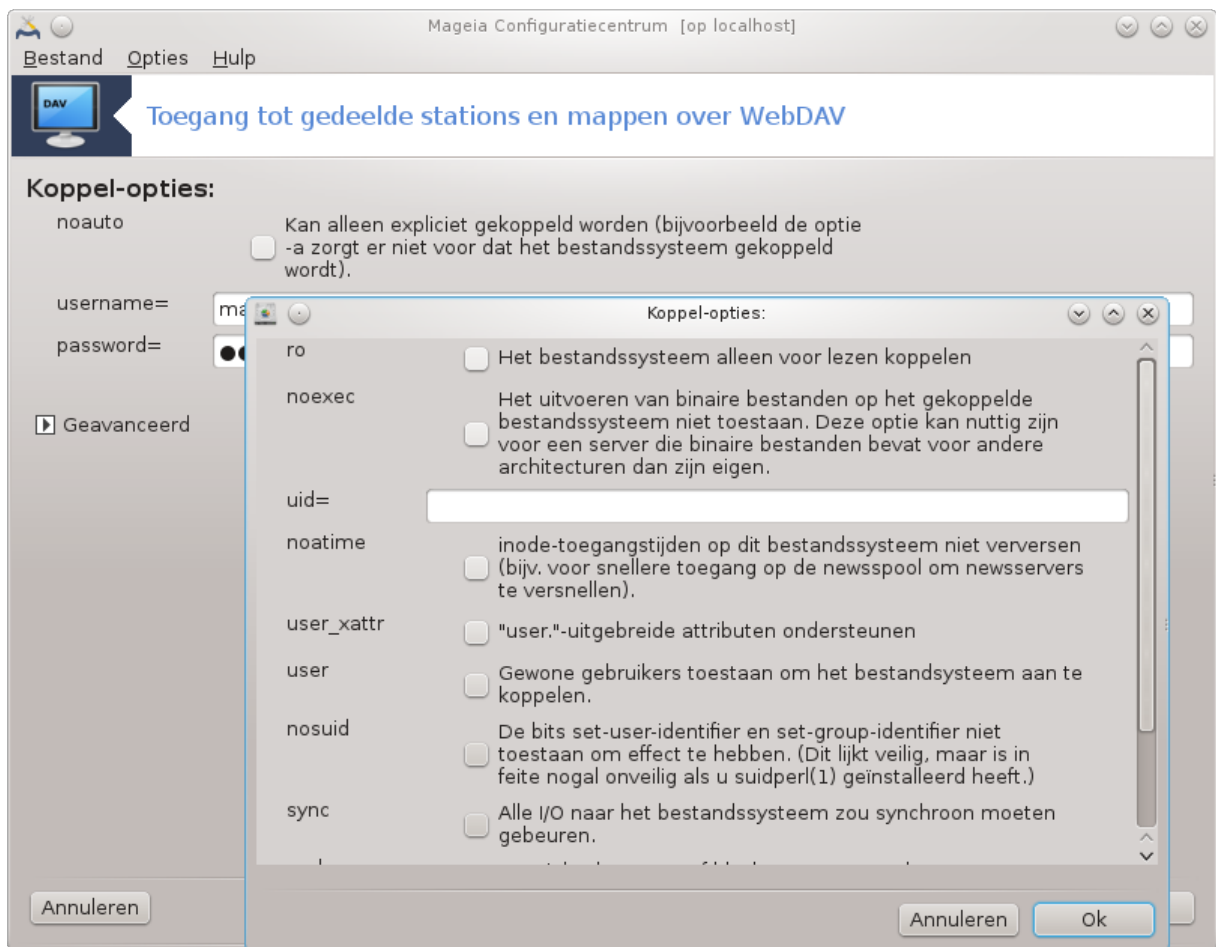 Mageia Configuratiecentrum [op localhost]
Bestand Opties Hulp
DAV
Toegang tot gedeelde stations en mappen over WebDAV
Koppel-opties:
noauto
Kan alleen expliciet gekoppeld worden (bijvoorbeeld de optie
-a zorgt er niet voor dat het bestandssysteem gekoppeld
wordt).
username=
ma
password=
Geavanceerd
Koppel-opties:
ro
Het bestandssysteem alleen voor lezen koppelen
noexec
Het uitvoeren van binaire bestanden op het gekoppelde
bestandssysteem niet toestaan. Deze optie kan nuttig zijn
voor een server die binaire bestanden bevat voor andere
architecturen dan zijn eigen.
uid=
noatime
inode-toegangstijden op dit bestandssysteem niet verversen
(bijv. voor snellere toegang op de newsspool om newsservers
te versnellen).
user_xattr
"user."-uitgebreide attributen ondersteunen
user
Gewone gebruikers toestaan om het bestandsysteem aan te
koppelen.
nosuid
De bits set-user-identifier en set-group-identifier niet
toestaan om effect te hebben. (Dit lijkt veilig, maar is in
feite nogal onveilig als u suidperl(1) geïnstalleerd heeft.)
sync
Alle I/O naar het bestandssysteem zou synchroon moeten
gebeuren.
Annuleren
Annuleren
Ok